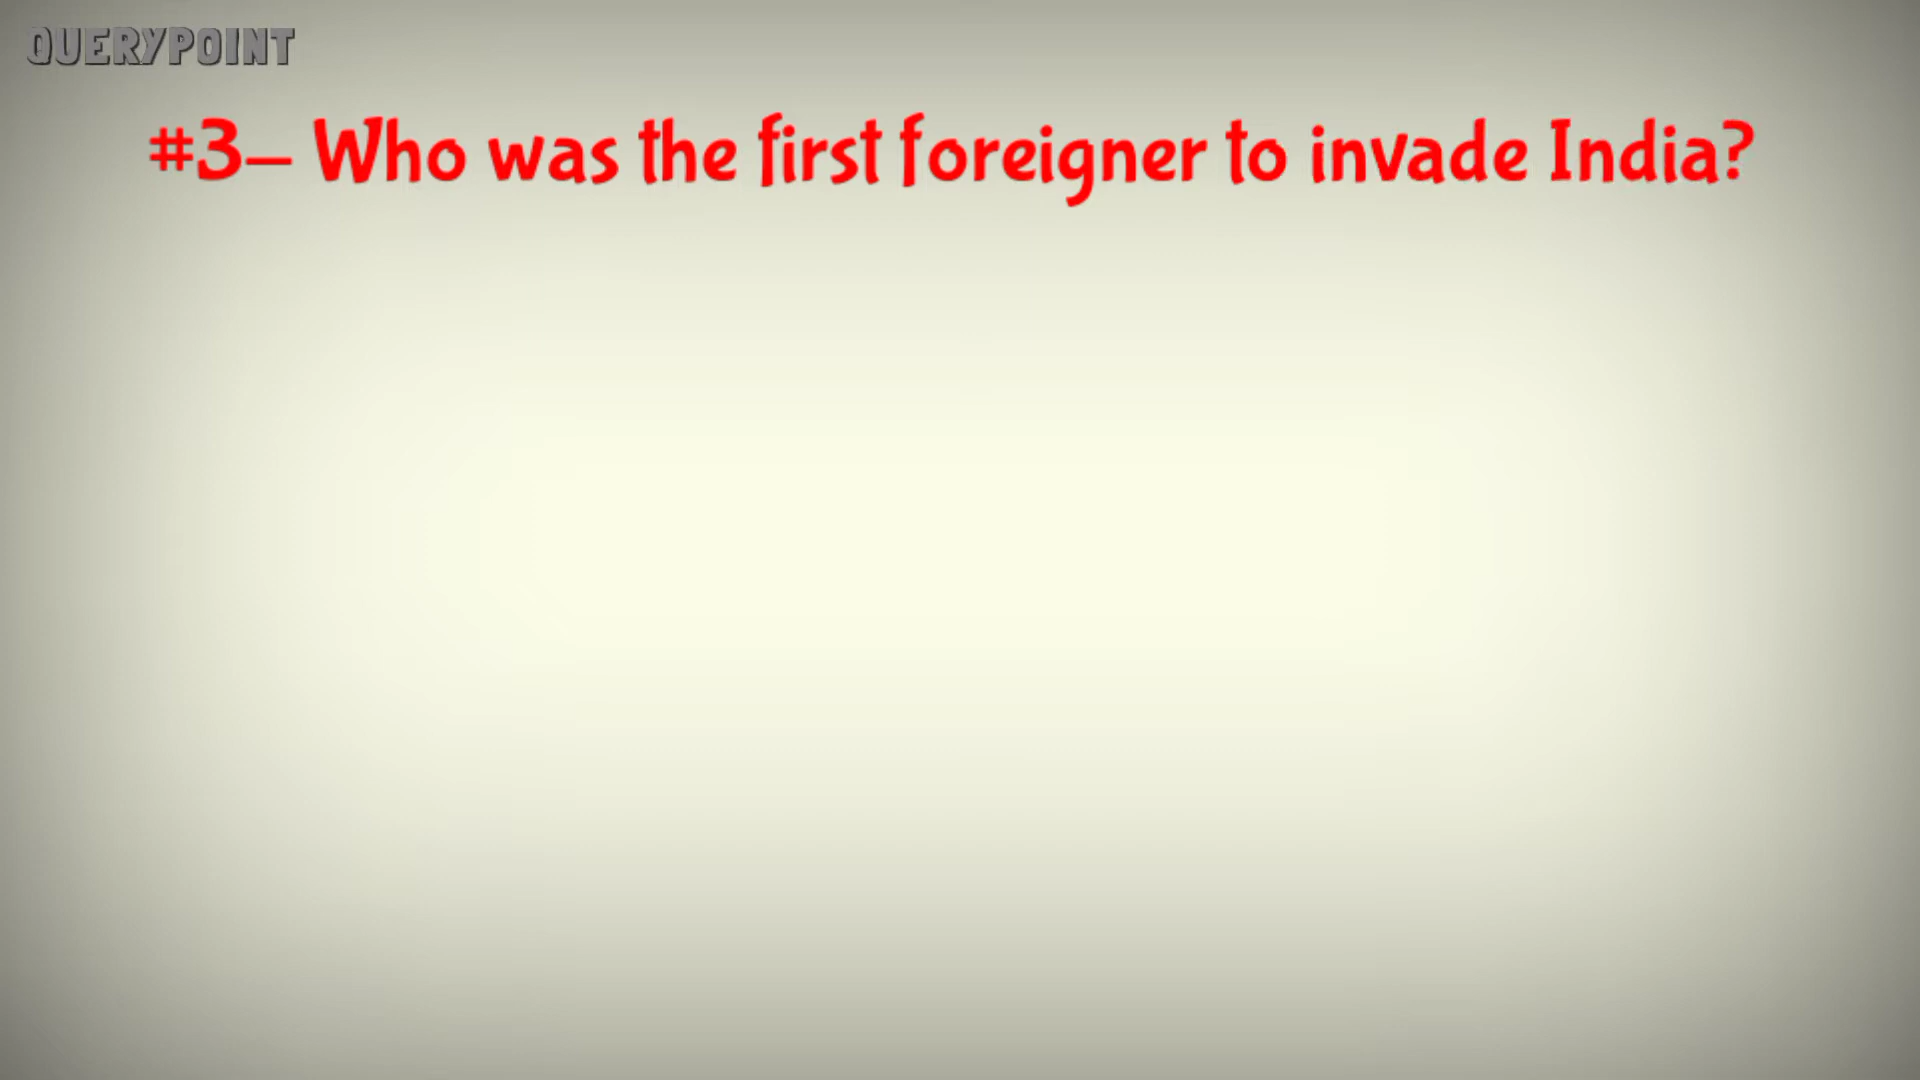 QUERYPOINT
#3– Who was the first foreigner to invade India?